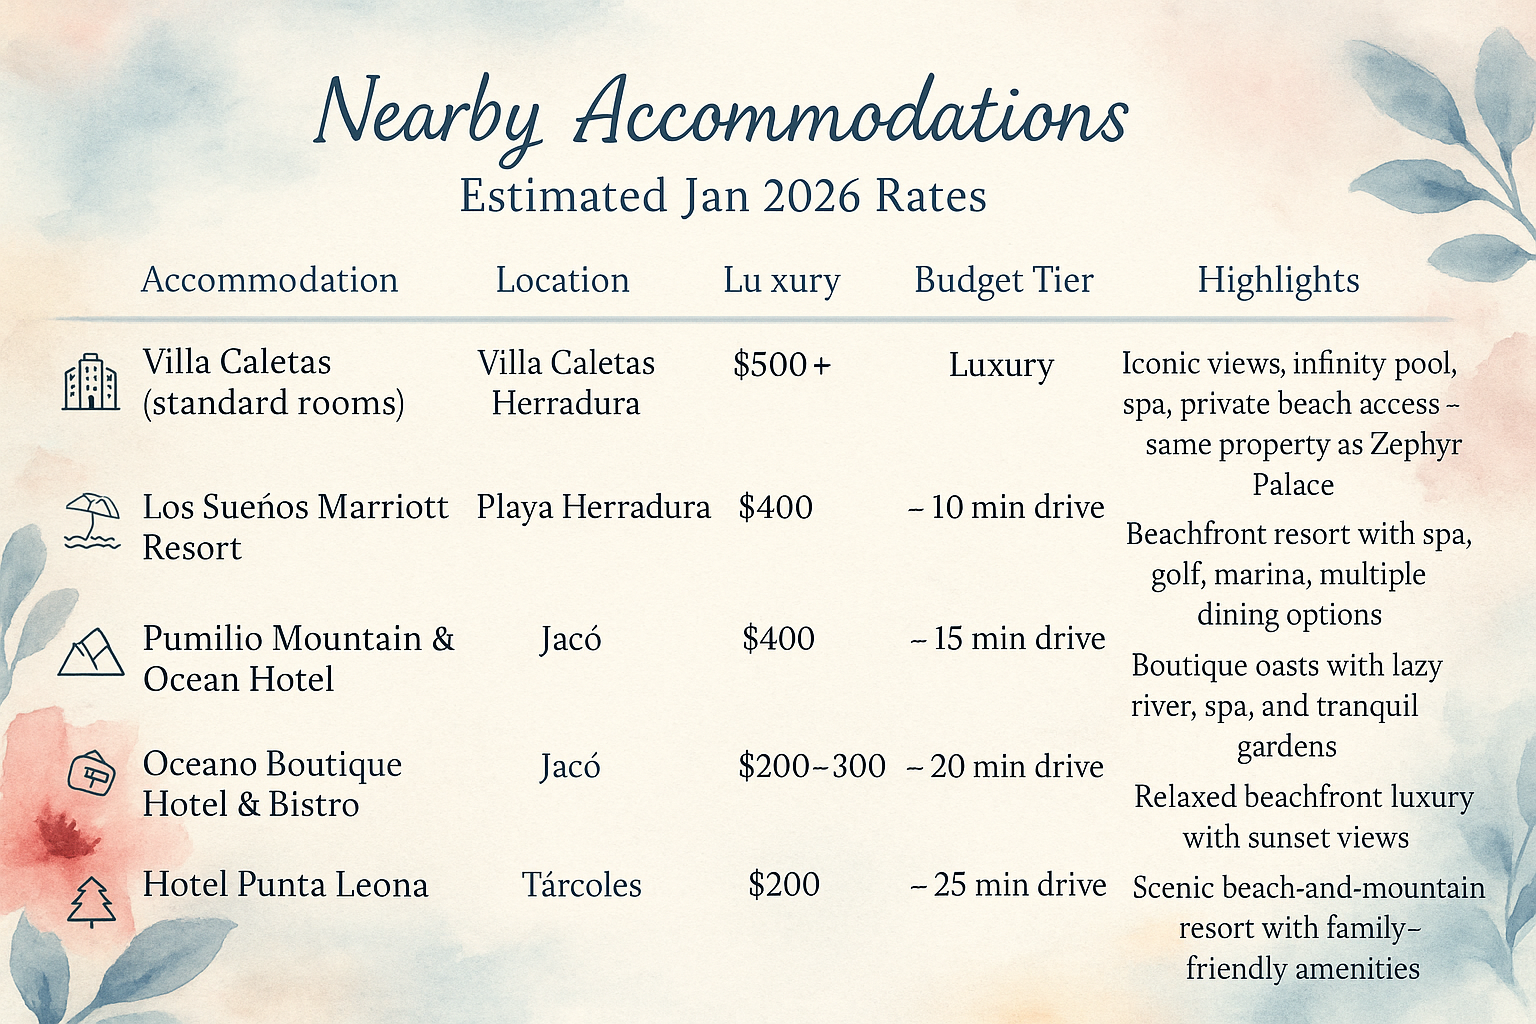 Nearby Accommodations
Estimated Jan 2026 Rates
Accommodation Location Lu xury Budget Tier Highlights
Villa Caletas
(standard rooms)
Villa Caletas
Herradura
$500+
Luxury
Iconic views, infinity pool,
spa, private beach access –
same property as Zephyr
Palace
Los Sueńos Marriott
Resort
Playa Herradura
$400
– 10 min drive
Beachfront resort with spa,
golf, marina, multiple
dining options
Pumilio Mountain &
Ocean Hotel
Jacó
$400
– 15 min drive
Boutique oasts with lazy
river, spa, and tranquil
gardens
Oceano Boutique
Hotel & Bistro
Jacó
$200–300
– 20 min drive
Relaxed beachfront luxury
with sunset views
Hotel Punta Leona
Tárcoles
$200
– 25 min drive
Scenic beach-and-mountain
resort with family–
friendly amenities